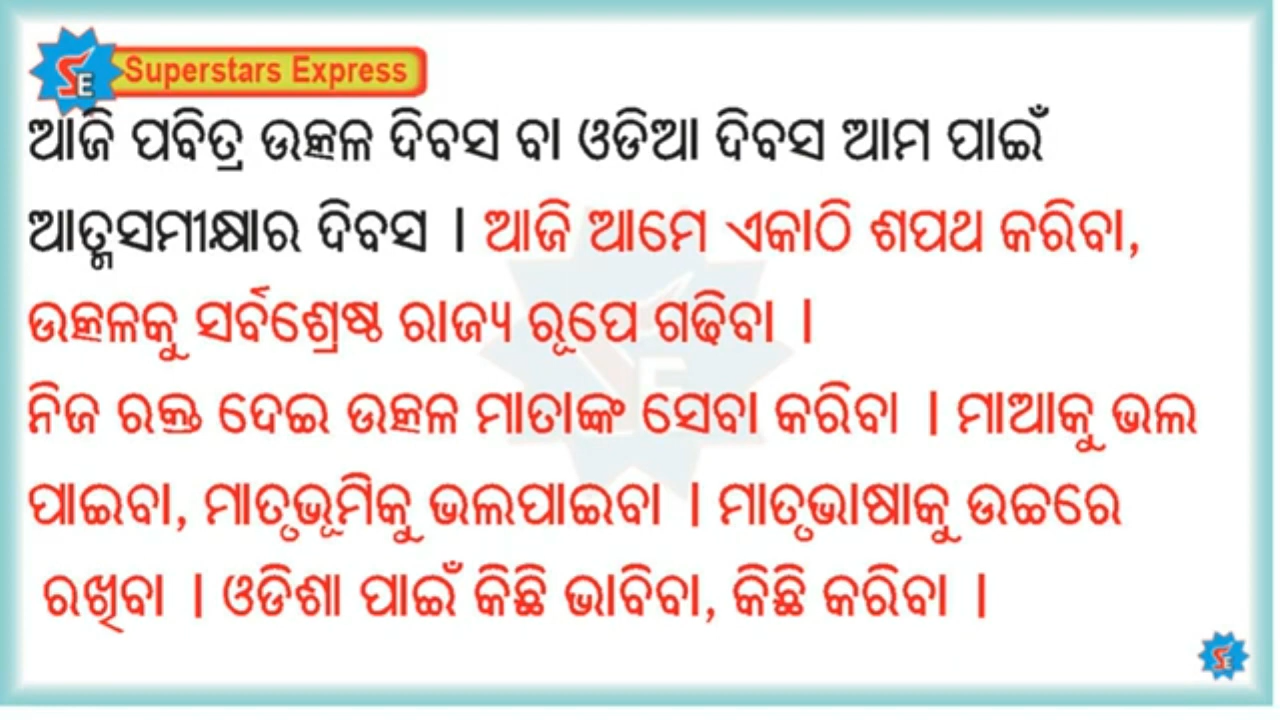 Superstars Express
ଆଜି ପବିତ୍ର ଉତ୍କଳ ଦିବସ ବା ଓଡିଆ ଦିବସ ଆମ ପାଇଁ
ଆତ୍ମସମୀକ୍ଷାର ଦିବସ । ଆଜି ଆମେ ଏକାଠି ଶପଥ କରିବା,
ଉତ୍କଳକୁ ସର୍ବଶ୍ରେଷ୍ଠ ରାଜ୍ୟ ରୂପେ ଗଢିବା ।
ନିଜ ରକ୍ତ ଦେଇ ଉତ୍କଳ ମାତାଙ୍କ ସେବା କରିବା । ମାଆକୁ ଭଲ
ପାଇବା, ମାତୃଭୂମିକୁ ଭଲପାଇବା । ମାତୃଭାଷାକୁ ଉଚ୍ଚରେ
ରଖିବା । ଓଡିଶା ପାଇଁ କିଛି ଭାବିବା, କିଛି କରିବା ।